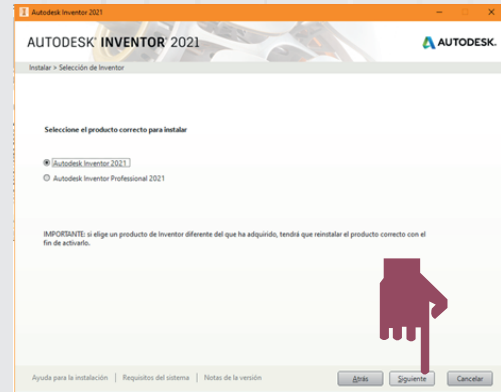 Autodesk Inventor 2021
AUTODESK® INVENTOR® 2021
AUTODESK.
Instalar > Selección de Inventor
Seleccione el producto correcto para instalar
Autodesk Inventor 2021
Autodesk Inventor Professional 2021
IMPORTANTE: si elige un producto de Inventor diferente del que ha adquirido, tendrá que reinstalar el producto correcto con el
fin de activarlo.
Ayuda para la instalación | Requisitos del sistema | Notas de la versión
Atrás Siguiente Cancelar